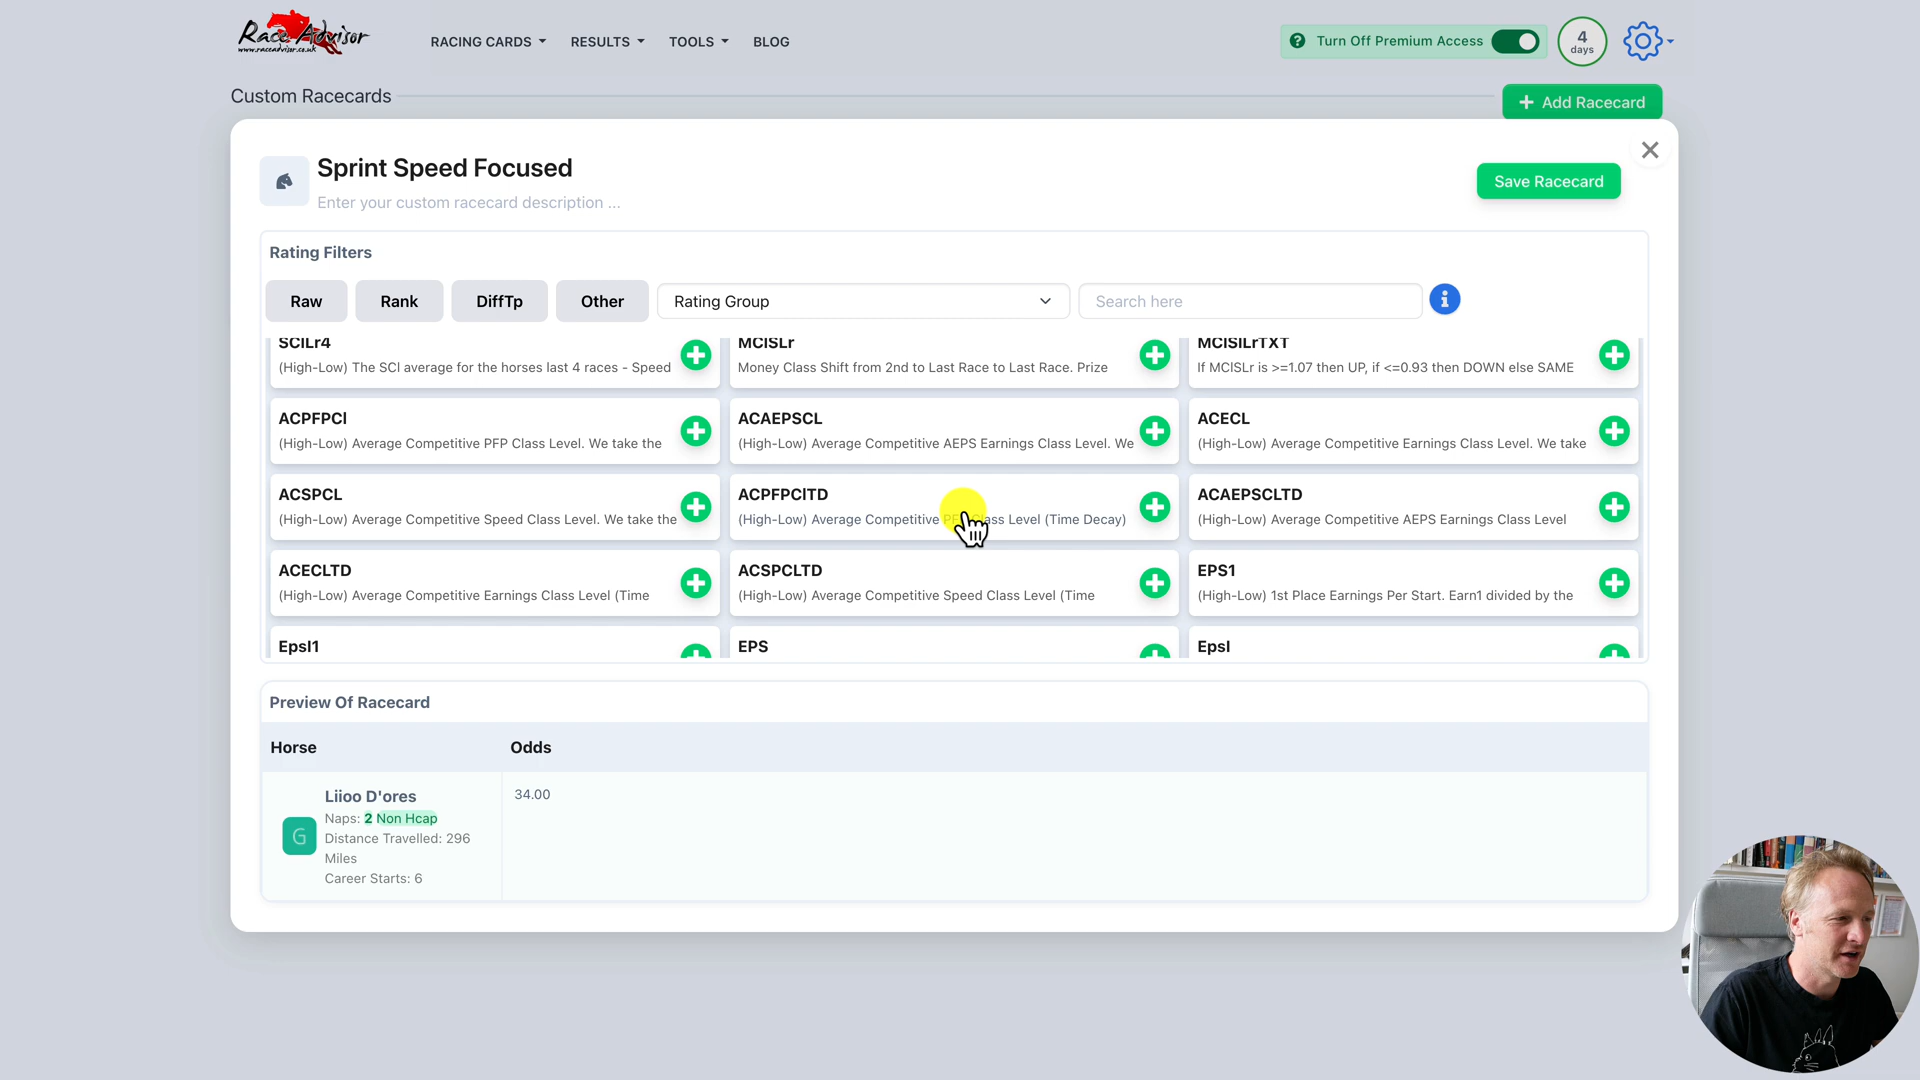 Race Advisor
www.raceadvisor.co.uk
RACING CARDS
RESULTS
TOOLS
BLOG
Turn Off Premium Access
4
days
Custom Racecards
Add Racecard
Sprint Speed Focused
Enter your custom racecard description ...
Save Racecard
Rating Filters
Raw
Rank
DiffTp
Other
Rating Group
Search here
SCILr4
(High-Low) The SCI average for the horses last 4 races - Speed
MCISLr
Money Class Shift from 2nd to Last Race to Last Race. Prize
MCISILrTXT
If MCISLr is >=1.07 then UP, if <=0.93 then DOWN else SAME
ACPFPCl
(High-Low) Average Competitive PFP Class Level. We take the
ACAEPSCL
(High-Low) Average Competitive AEPS Earnings Class Level. We
ACECL
(High-Low) Average Competitive Earnings Class Level. We take
ACSPCL
(High-Low) Average Competitive Speed Class Level. We take the
ACPFPClTD
(High-Low) Average Competitive PFP Class Level (Time Decay)
ACAEPSCLTD
(High-Low) Average Competitive AEPS Earnings Class Level
ACECLTD
(High-Low) Average Competitive Earnings Class Level (Time
ACSPCLTD
(High-Low) Average Competitive Speed Class Level (Time
EPS1
(High-Low) 1st Place Earnings Per Start. Earn1 divided by the
EpsI1
EPS
EpsI
Preview Of Racecard
Horse
Odds
G
Liioo D'ores
Naps: 2 Non Hcap
Distance Travelled: 296
Miles
Career Starts: 6
34.00